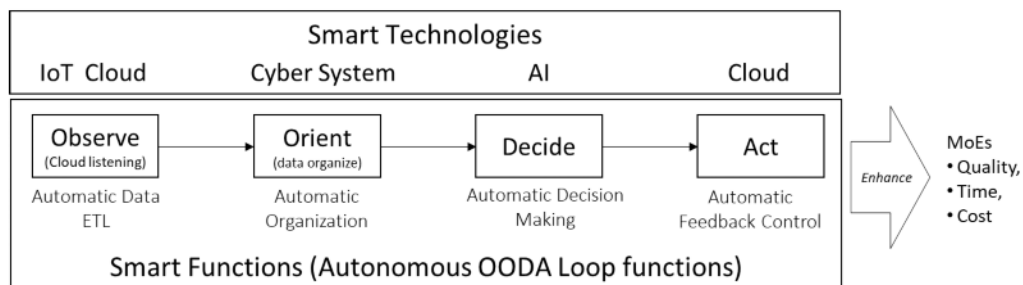 Smart Technologies
IoT Cloud
Cyber System
AI
Cloud
Observe
(Cloud listening)
Orient
(data organize)
Decide
Act
Automatic Data
ETL
Automatic
Organization
Automatic Decision
Making
Automatic
Feedback Control
Smart Functions (Autonomous OODA Loop functions)
Enhance
MoEs
• Quality,
• Time,
• Cost